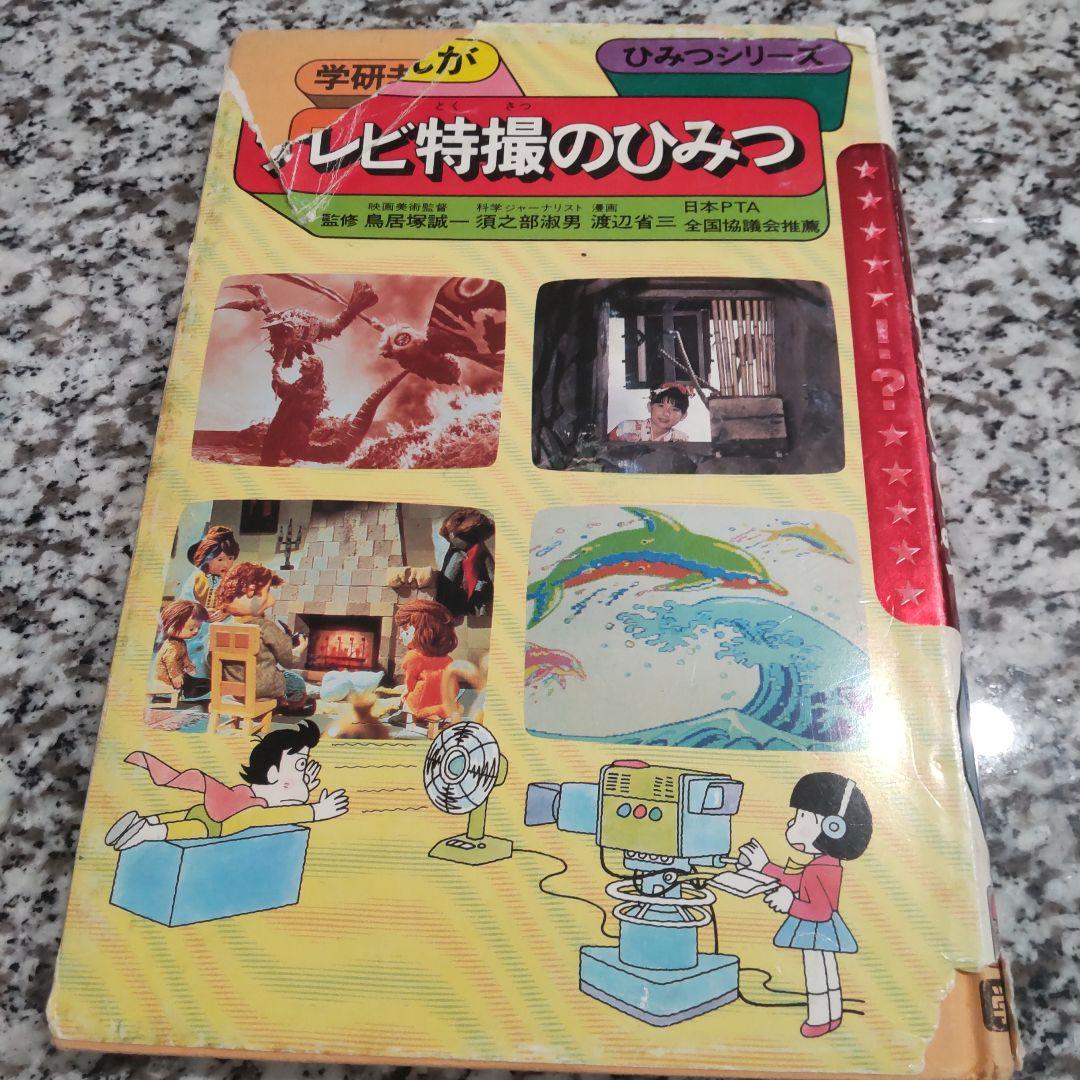 学研まんが
ひみつシリーズ
とくさつ
テレビ特撮のひみつ
映画美術監督 科学ジャーナリスト 漫画 日本PTA
監修 鳥居塚誠一 須之部淑男 渡辺省三 全国協議会推薦
★★★★★!?★★★★★